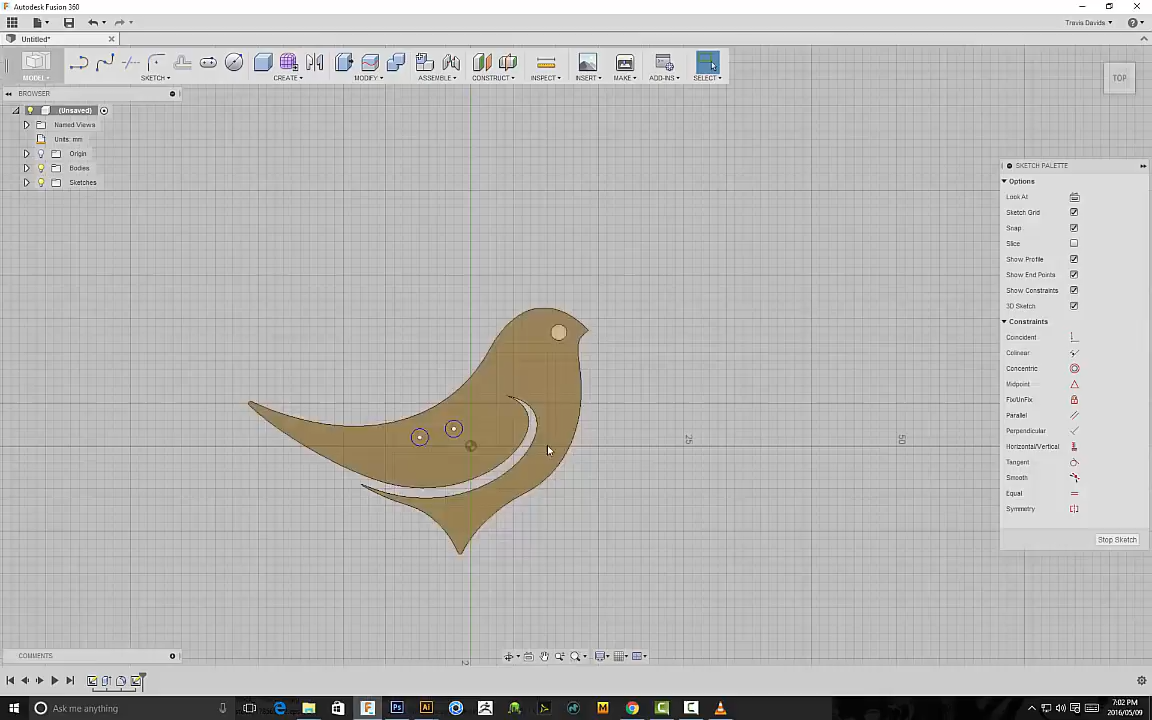 Autodesk Fusion 360
Travis Davids
Untitled*
MODEL
SKETCH
CREATE
MODIFY
ASSEMBLE
CONSTRUCT
INSPECT
INSERT
MAKE
ADD-INS
SELECT
TOP
BROWSER
(Unsaved)
Named Views
Units: mm
Origin
Bodies
Sketches
SKETCH PALETTE
Options
Look At
Sketch Grid
Snap
Slice
Show Profile
Show End Points
Show Constraints
3D Sketch
Constraints
Coincident
Colinear
Concentric
Midpoint
Fix/UnFix
Parallel
Perpendicular
Horizontal/Vertical
Tangent
Smooth
Equal
Symmetry
Stop Sketch
25
50
COMMENTS
Ask me anything
7:02 PM
2016/05/09